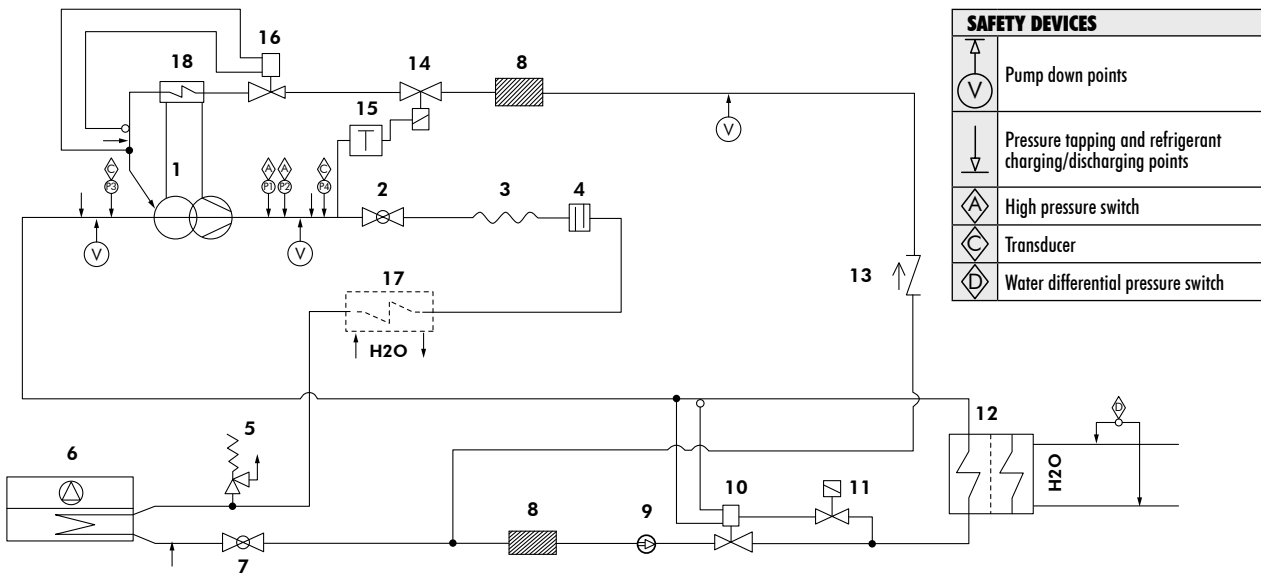 16
18
14
8
15
T
V
1
C
P3
A
P1
A
P2
C
P4
2
3
4
V
V
17
H2O
13
5
6
7
8
9
10
11
12
H2O
D
SAFETY DEVICES
V
Pump down points
Pressure tapping and refrigerant
charging/discharging points
A
High pressure switch
C
Transducer
D
Water differential pressure switch